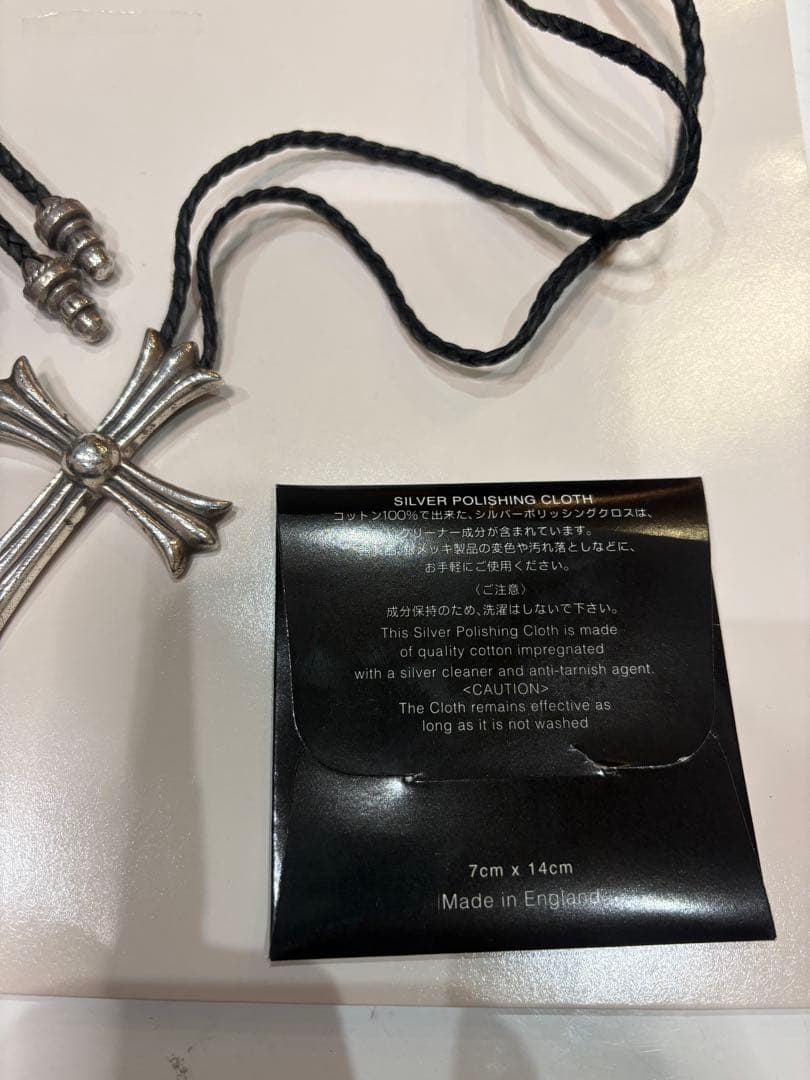 SILVER POLISHING CLOTH
コットン100%で出来た、シルバーポリッシングクロスは、
クリーナー成分が含まれています。
メッキ製品の変色や汚れ落としなどに、
お手軽にご使用ください。
〈ご注意〉
成分保持のため、洗濯はしないで下さい。
This Silver Polishing Cloth is made
of quality cotton impregnated
with a silver cleaner and anti-tarnish agent.
<CAUTION>
The Cloth remains effective as
long as it is not washed
7cm x 14cm
Made in England